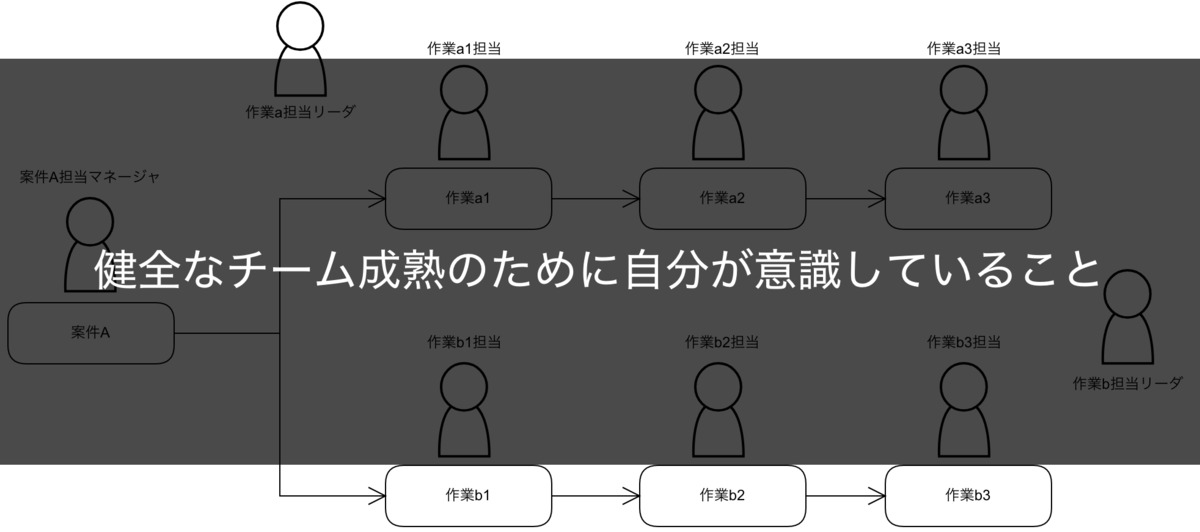 作業a1担当
作業a2担当
作業a3担当
作業a担当リーダ
案件A担当マネージャ
作業a1
作業a2
作業a3
健全なチーム成熟のために自分が意識していること
案件A
作業b1担当
作業b2担当
作業b3担当
作業b担当リーダ
作業b1
作業b2
作業b3